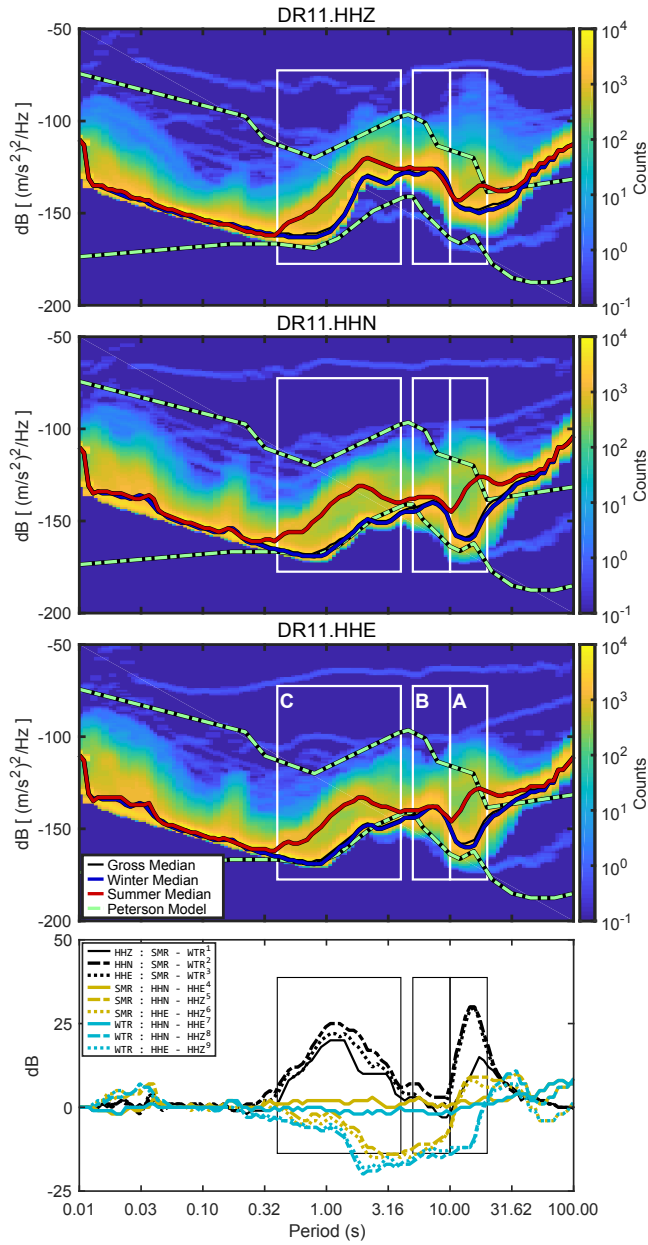 DR11.HHZ
-50
-100
-150
-200
dB [ (m/s²)²/Hz]
10⁴
10³
10²
10¹
10⁰
10⁻¹
Counts
DR11.HHN
-50
-100
-150
-200
dB [ (m/s²)²/Hz]
10⁴
10³
10²
10¹
10⁰
10⁻¹
Counts
DR11.HHE
-50
-100
-150
-200
dB [ (m/s²)²/Hz]
C
B
A
Gross Median
Winter Median
Summer Median
Peterson Model
10⁴
10³
10²
10¹
10⁰
10⁻¹
Counts
50
25
0
-25
dB
HHZ : SMR - WTR¹
HHN : SMR - WTR²
HHE : SMR - WTR³
SMR : HHN - HHE⁴
SMR : HHN - HHZ⁵
SMR : HHE - HHZ⁶
WTR : HHN - HHE⁷
WTR : HHN - HHZ⁸
WTR : HHE - HHZ⁹
0.01 0.03 0.10 0.32 1.00 3.16 10.00 31.62 100.00
Period (s)